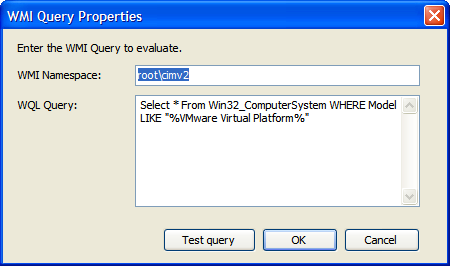 WMI Query Properties
Enter the WMI Query to evaluate.
WMI Namespace:
root\cimv2
WQL Query:
Select * From Win32_ComputerSystem WHERE Model
LIKE "%VMware Virtual Platform%"
Test query
OK
Cancel